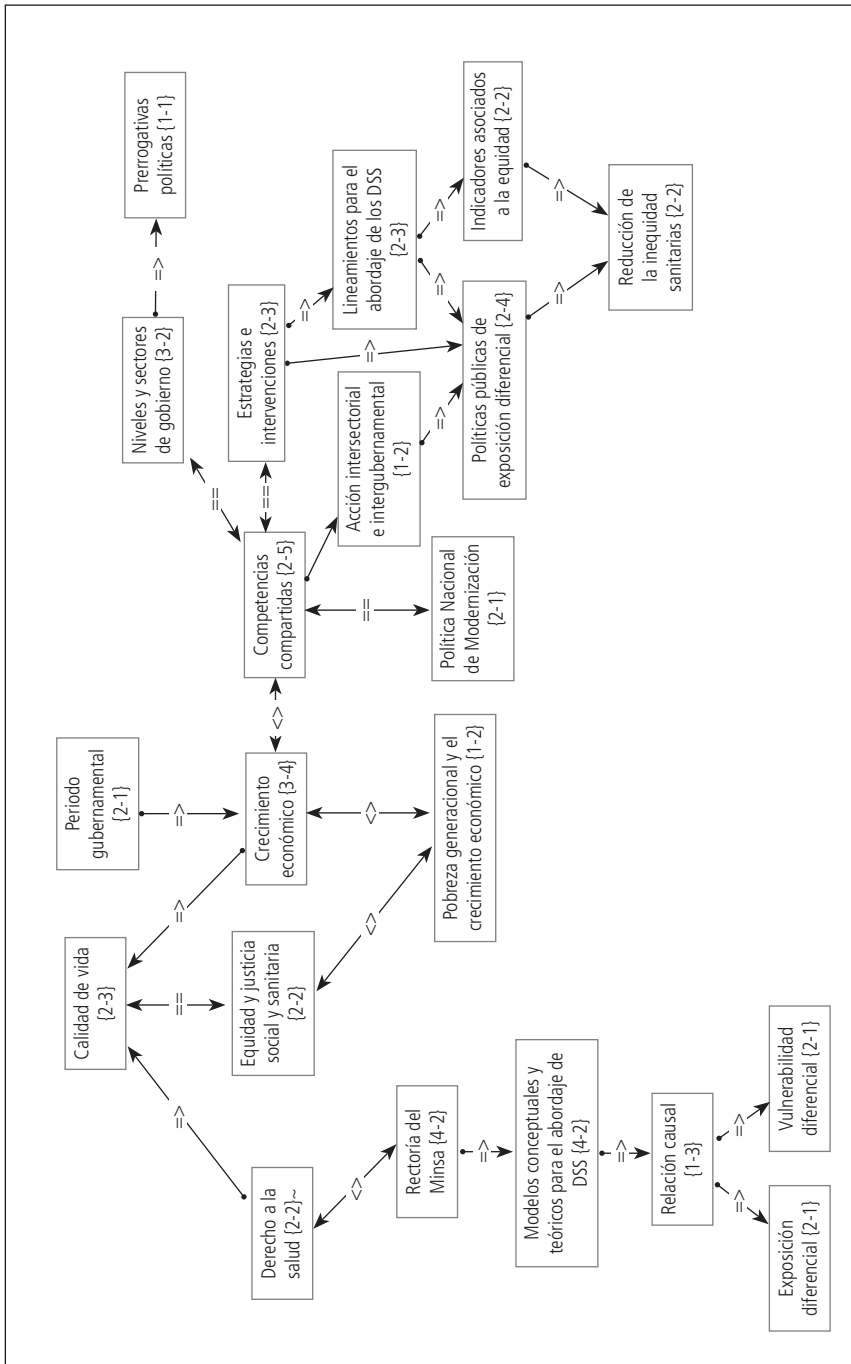 Prerrogativas
políticas {1-1}
=>
Niveles y sectores
de gobierno {3-2}
==
Estrategias e
intervenciones {2-3}
=>
Lineamientos para el
abordaje de los DSS
{2-3}
=>
Indicadores asociados
a la equidad {2-2}
=>
=>
=>
==
Competencias
compartidas {2-5}
Acción intersectorial
e intergubernamental
{1-2}
=>
Políticas públicas de
exposición diferencial {2-4}
=>
Reducción de
la inequidad
sanitarias {2-2}
==
Política Nacional
de Modernización
{2-1}
<>
Periodo
gubernamental
{2-1}
=>
Crecimiento
económico {3-4}
<>
Pobreza generacional y el
crecimiento económico {1-2}
=>
Calidad de vida
{2-3}
==
Equidad y justicia
social y sanitaria
{2-2}
<>
=>
Derecho a la
salud {2-2}~
<>
Rectoría del
Minsa {4-2}
=>
Modelos conceptuales y
teóricos para el abordaje de
DSS {4-2}
=>
Relación causal
{1-3}
=>
=>
Exposición
diferencial {2-1}
Vulnerabilidad
diferencial {2-1}